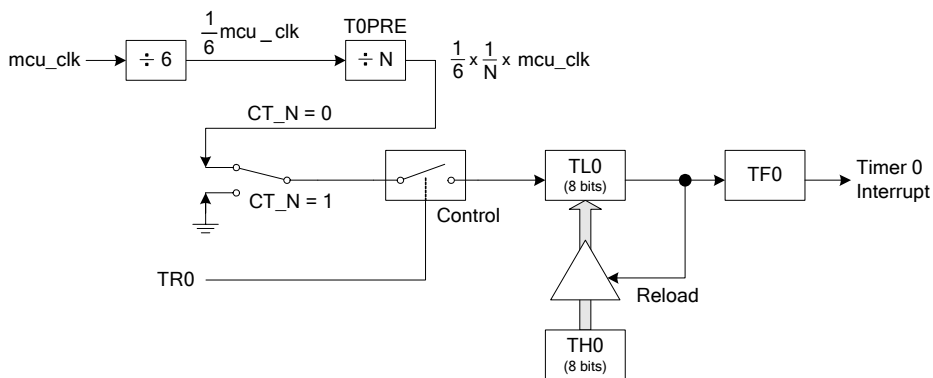 T0PRE
1/6 mcu_clk
mcu_clk
÷ 6
÷ N
1/6 x 1/N x mcu_clk
CT_N = 0
CT_N = 1
Control
TL0
(8 bits)
TF0
Timer 0
Interrupt
TR0
Reload
TH0
(8 bits)